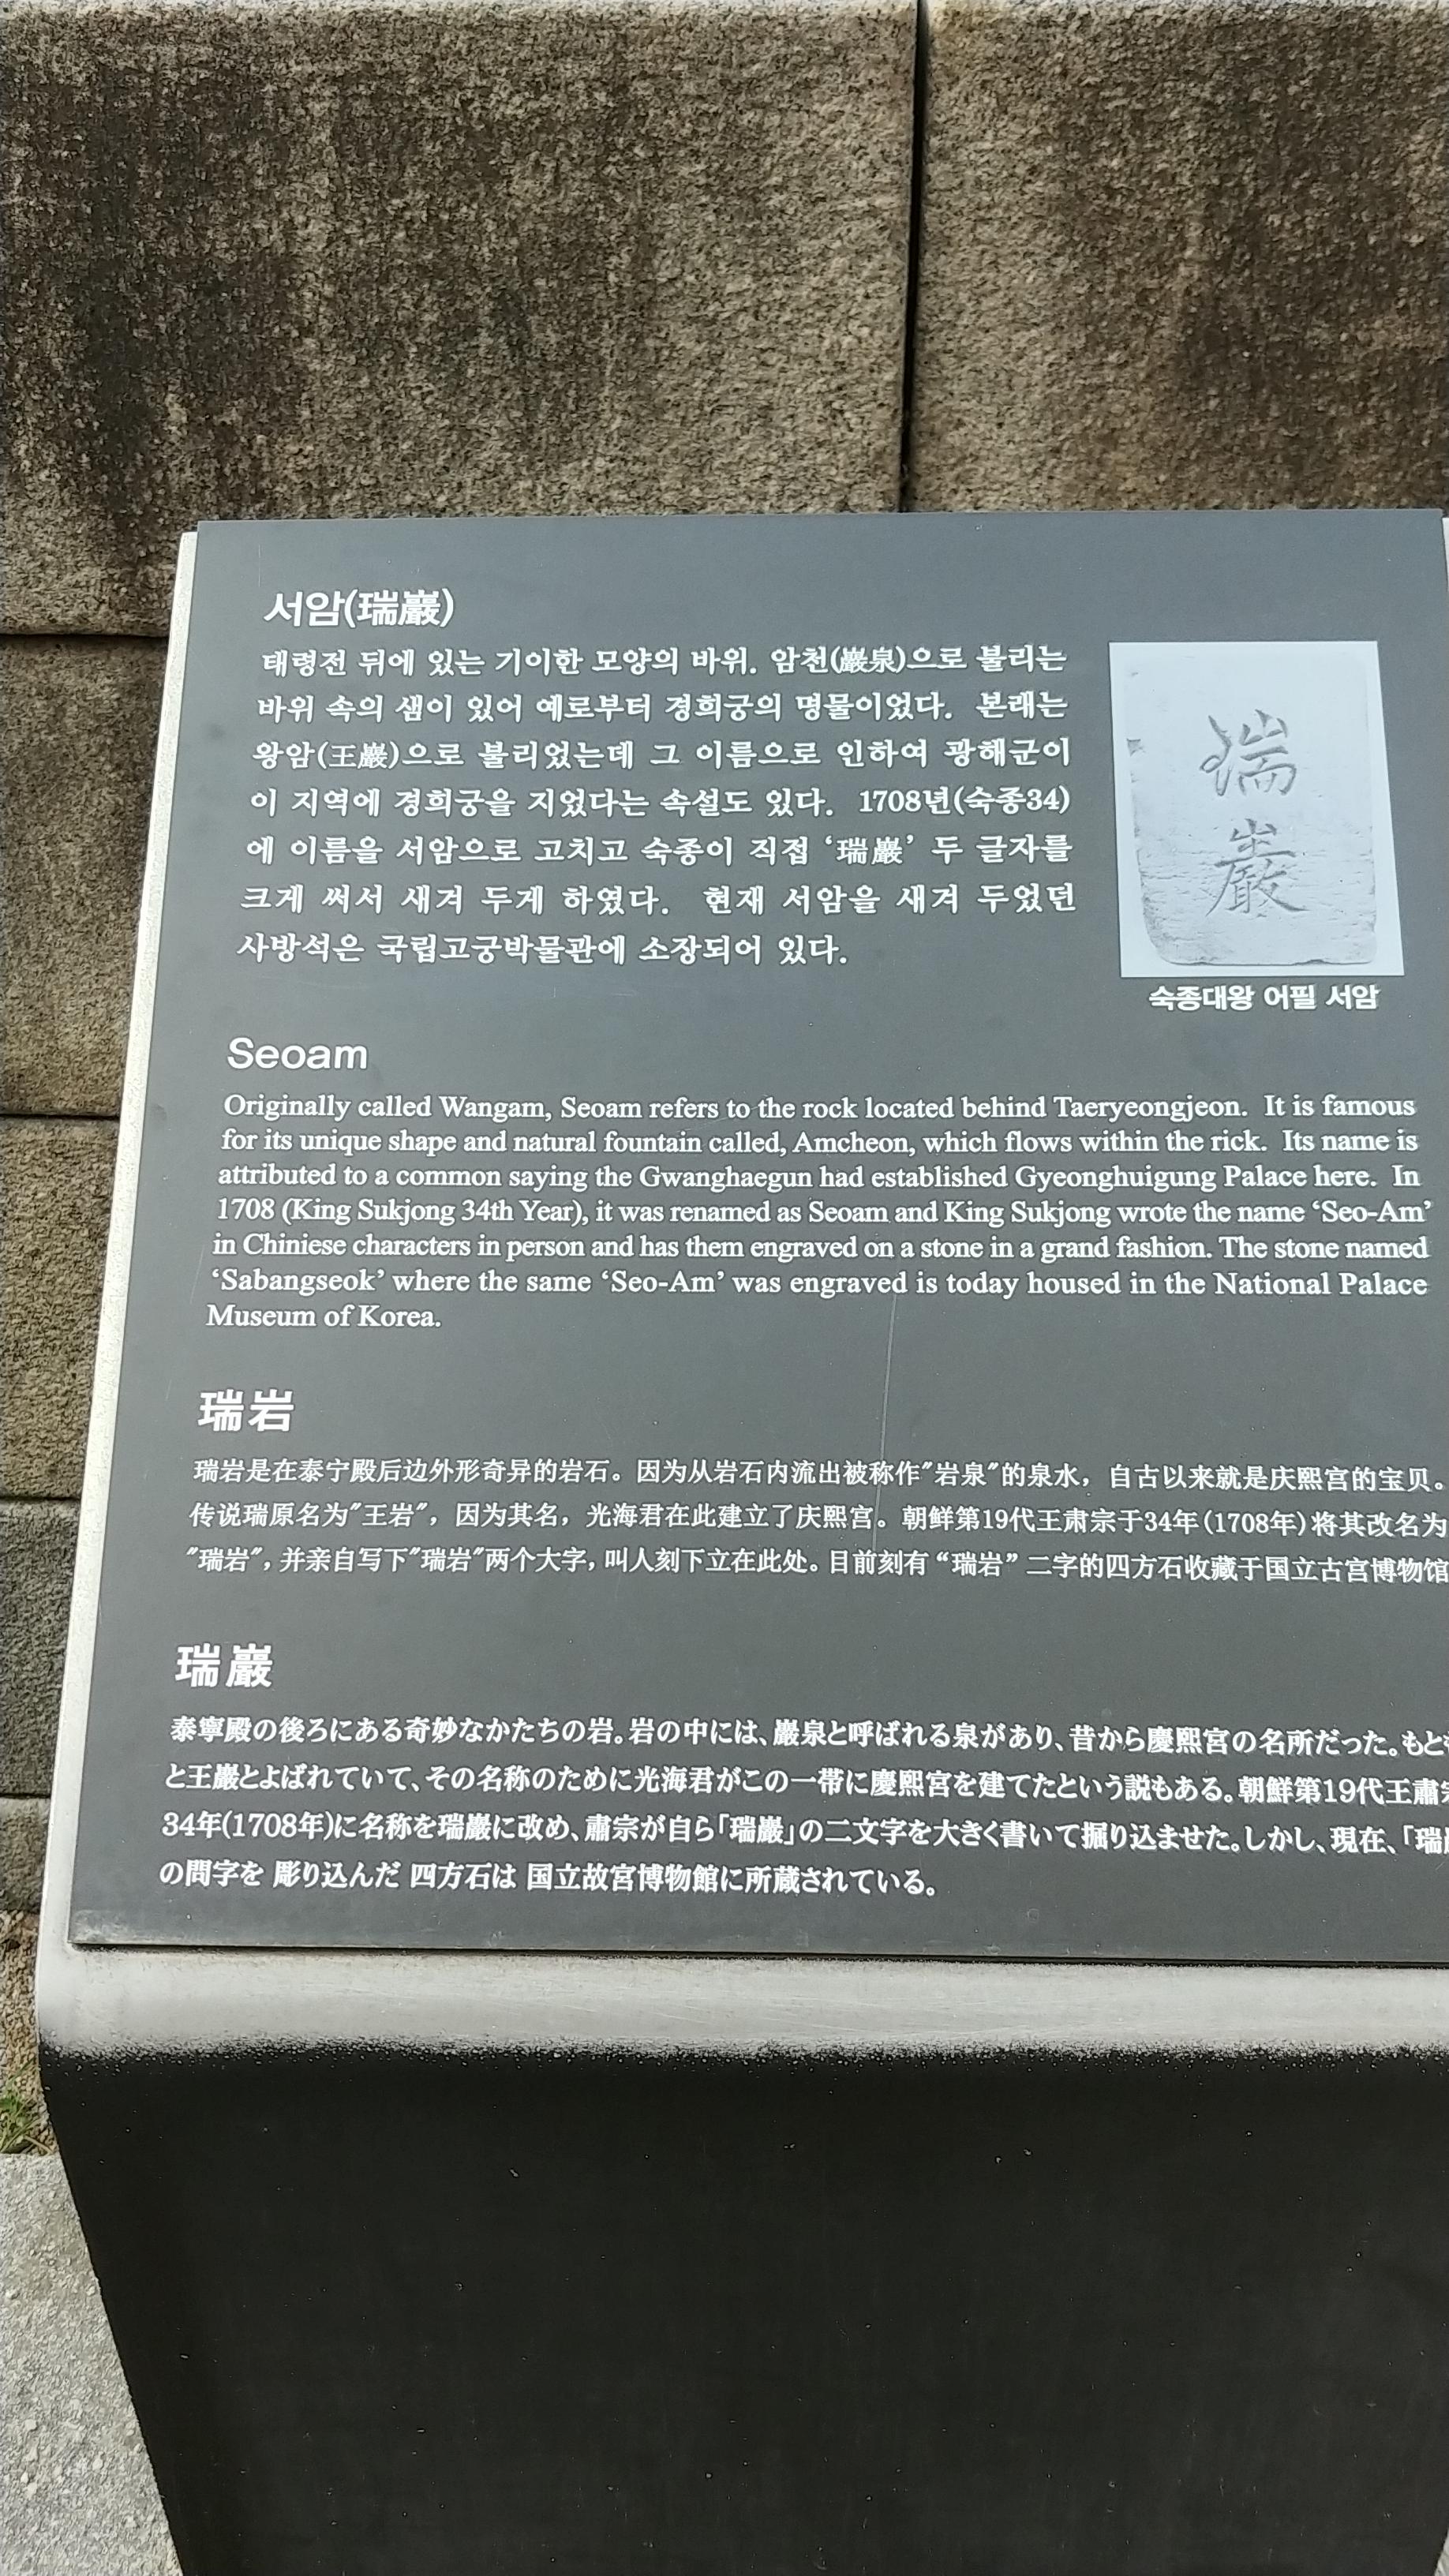 서암(瑞巖)
태령전 뒤에 있는 기이한 모양의 바위. 암천(巖泉)으로 불리는
바위 속의 샘이 있어 예로부터 경희궁의 명물이었다. 본래는
왕암(王巖)으로 불리었는데 그 이름으로 인하여 광해군이
이 지역에 경희궁을 지었다는 속설도 있다. 1708년(숙종34)
에 이름을 서암으로 고치고 숙종이 직접 ‘瑞巖’ 두 글자를
크게 써서 새겨 두게 하였다. 현재 서암을 새겨 두었던
사방석은 국립고궁박물관에 소장되어 있다.
瑞
巖
숙종대왕 어필 서암
Seoam
Originally called Wangam, Seoam refers to the rock located behind Taeryeongjeon. It is famous
for its unique shape and natural fountain called, Amcheon, which flows within the rick. Its name is
attributed to a common saying the Gwanghaegun had established Gyeonghuigung Palace here. In
1708 (King Sukjong 34th Year), it was renamed as Seoam and King Sukjong wrote the name ‘Seo-Am’
in Chiniese characters in person and has them engraved on a stone in a grand fashion. The stone named
‘Sabangseok’ where the same ‘Seo-Am’ was engraved is today housed in the National Palace
Museum of Korea.
瑞岩
瑞岩是在泰宁殿后边外形奇异的岩石。因为从岩石内流出被称作"岩泉"的泉水，自古以来就是庆熙宫的宝贝。
传说瑞原名为"王岩"，因为其名，光海君在此建立了庆熙宫。朝鲜第19代王肃宗于34年(1708年)将其改名为
"瑞岩"，并亲自写下"瑞岩"两个大字，叫人刻下立在此处。目前刻有“瑞岩”二字的四方石收藏于国立古宫博物馆
瑞巖
泰寧殿の後ろにある奇妙なかたちの岩。岩の中には、巖泉と呼ばれる泉があり、昔から慶熙宮の名所だった。もと
と王巖とよばれていて、その名称のために光海君がこの一帯に慶熙宮を建てたという説もある。朝鮮第19代王肅宗
34年(1708年)に名称を瑞巖に改め、肅宗が自ら「瑞巖」の二文字を大きく書いて掘り込ませた。しかし、現在、「瑞巖
の問字を 彫り込んだ 四方石は 国立故宮博物館に所蔵されている。